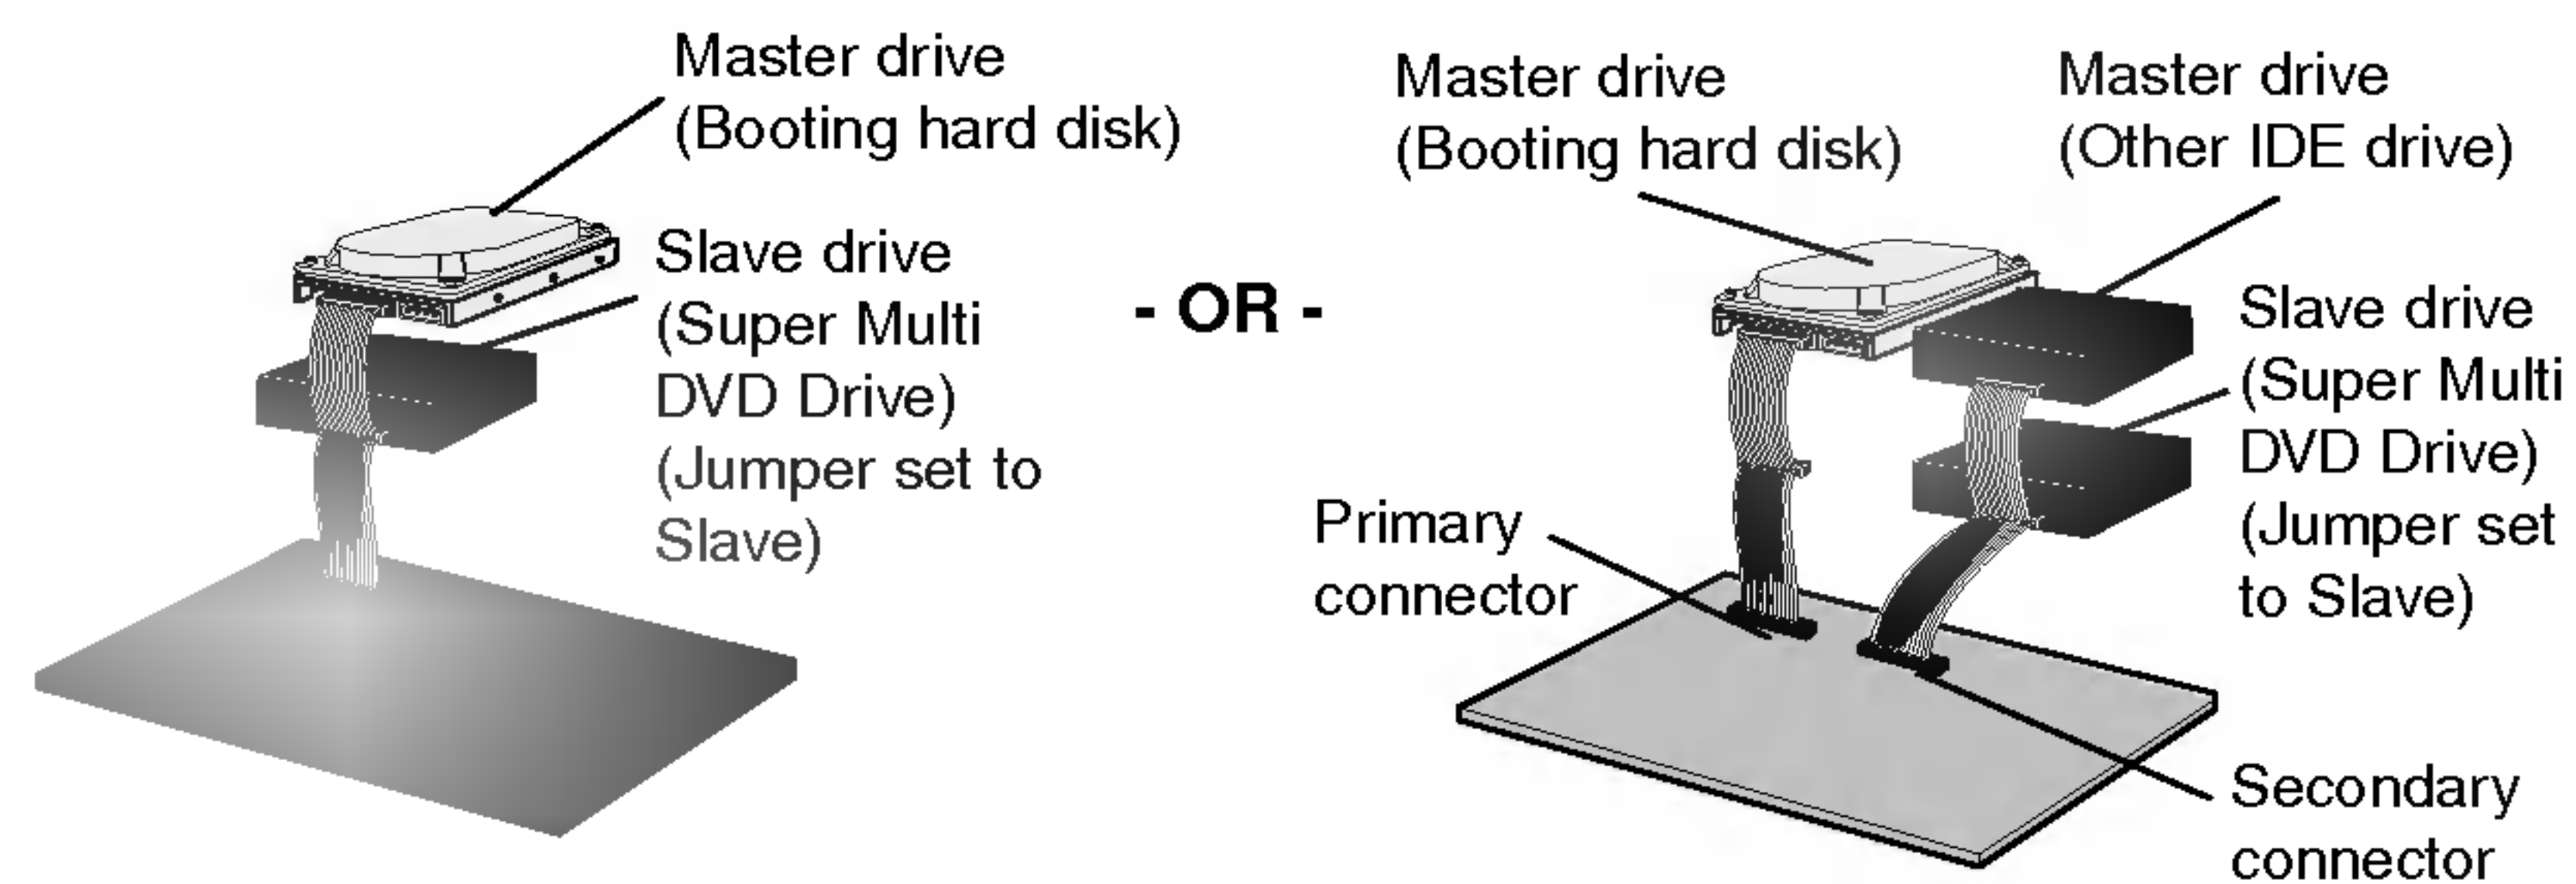 Master drive
(Booting hard disk)
Slave drive
(Super Multi
DVD Drive)
(Jumper set to
Slave)
- OR -
Master drive
(Booting hard disk)
Master drive
(Other IDE drive)
Slave drive
(Super Multi
DVD Drive)
(Jumper set
to Slave)
Primary
connector
Secondary
connector